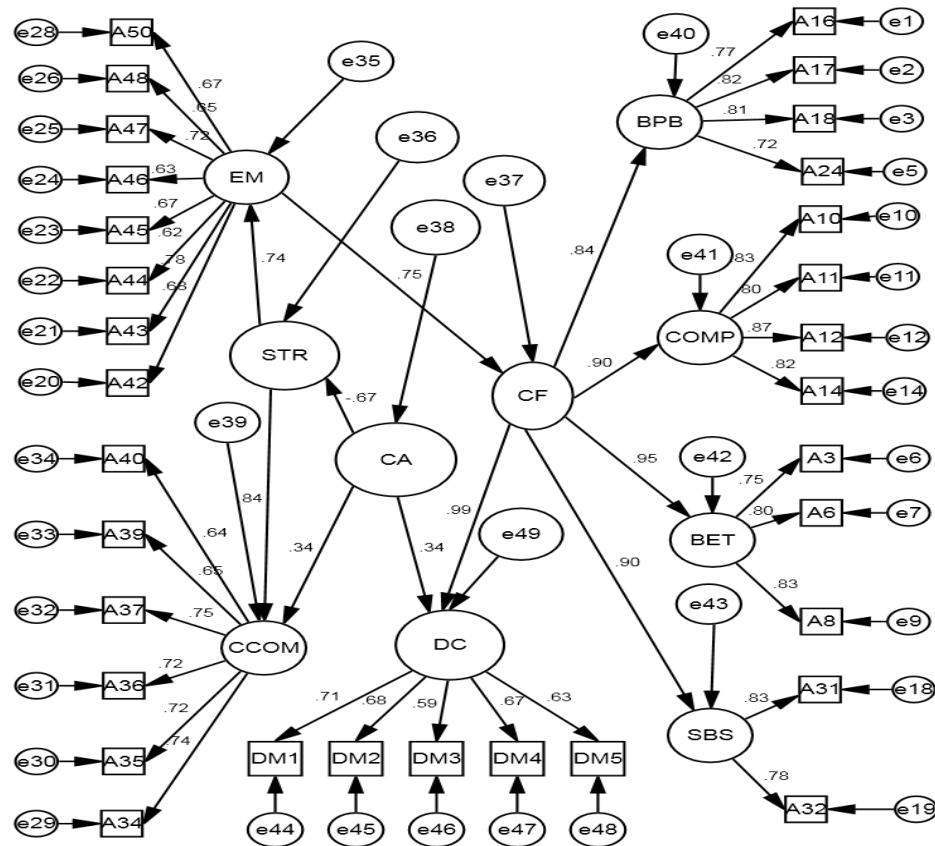 e28 A50
e26 A48
e25 A47
e24 A46
e23 A45
e22 A44
e21 A43
e20 A42
.67
.65
.72
.63
.67
.62
.78
.68
EM
e35
e36
e37
e38
.74
.75
STR
-.67
e39
CA
CF
.84
.34
.34
.99
e49
e34 A40
e33 A39
e32 A37
e31 A36
e30 A35
e29 A34
.64
.65
.75
.72
.72
.74
CCOM
DC
.71
.68
.59
.67
.63
DM1 DM2 DM3 DM4 DM5
e44 e45 e46 e47 e48
e40
BPB
.84
.77
.82
.81
.72
A16 e1
A17 e2
A18 e3
A24 e5
e41
COMP
.90
.83
.80
.87
.82
A10 e10
A11 e11
A12 e12
A14 e14
e42
BET
.95
.75
.80
.83
A3 e6
A6 e7
A8 e9
e43
SBS
.90
.83
.78
A31 e18
A32 e19